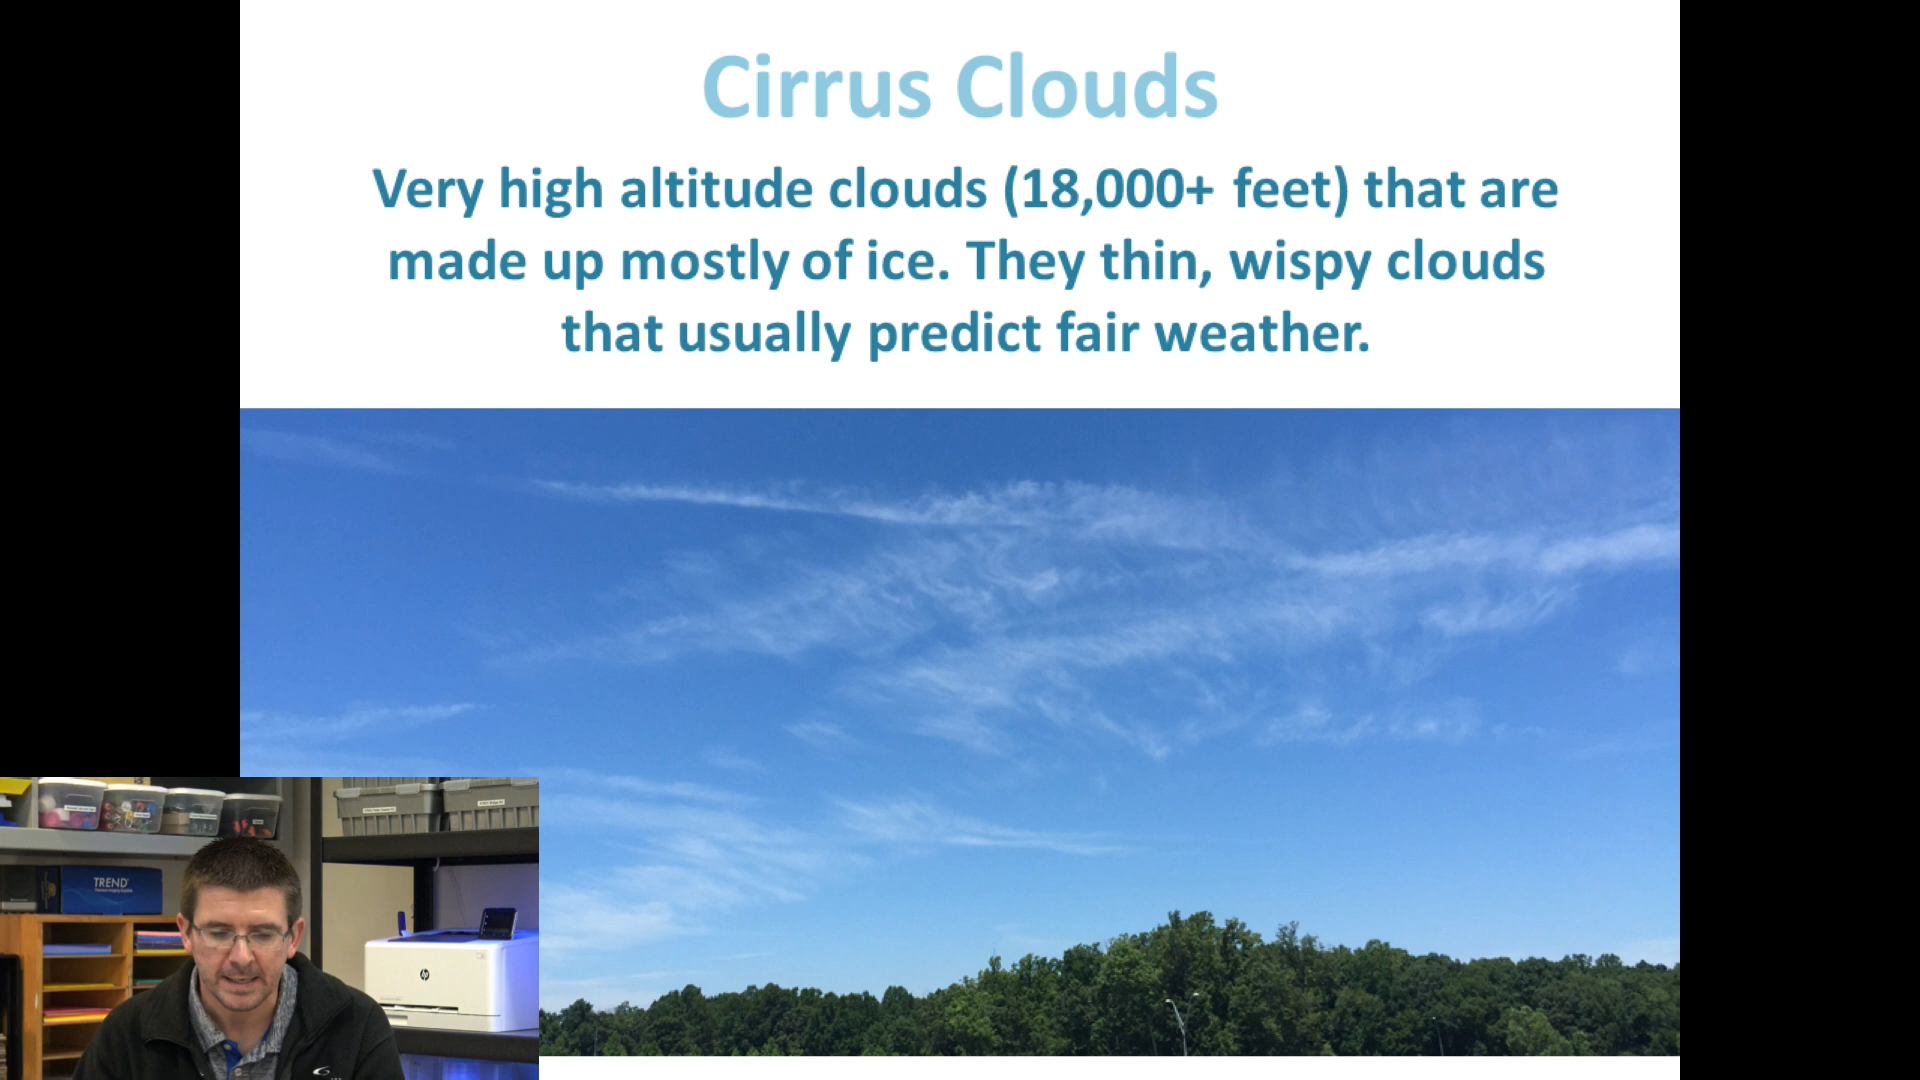 Cirrus Clouds
Very high altitude clouds (18,000+ feet) that are
made up mostly of ice. They thin, wispy clouds
that usually predict fair weather.
TREND
hp